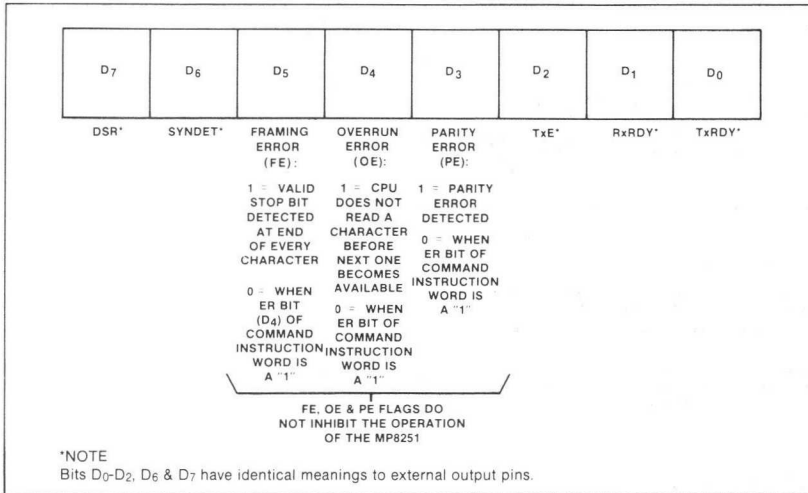 D7 D6 D5 D4 D3 D2 D1 D0
DSR* SYNDET* FRAMING ERROR (FE): OVERRUN ERROR (OE): PARITY ERROR (PE): TxE* RxRDY* TxRDY*
1 = VALID
STOP BIT
DETECTED
AT END
OF EVERY
CHARACTER
0 = WHEN
ER BIT
(D4) OF
COMMAND
INSTRUCTION
WORD IS
A "1"
1 = CPU
DOES NOT
READ A
CHARACTER
BEFORE
NEXT ONE
BECOMES
AVAILABLE
0 = WHEN
ER BIT OF
COMMAND
INSTRUCTION
WORD IS
A "1"
1 = PARITY
ERROR
DETECTED
0 = WHEN
ER BIT OF
COMMAND
INSTRUCTION
WORD IS
A "1"
FE, OE & PE FLAGS DO
NOT INHIBIT THE OPERATION
OF THE MP8251
*NOTE
Bits D0-D2, D6 & D7 have identical meanings to external output pins.